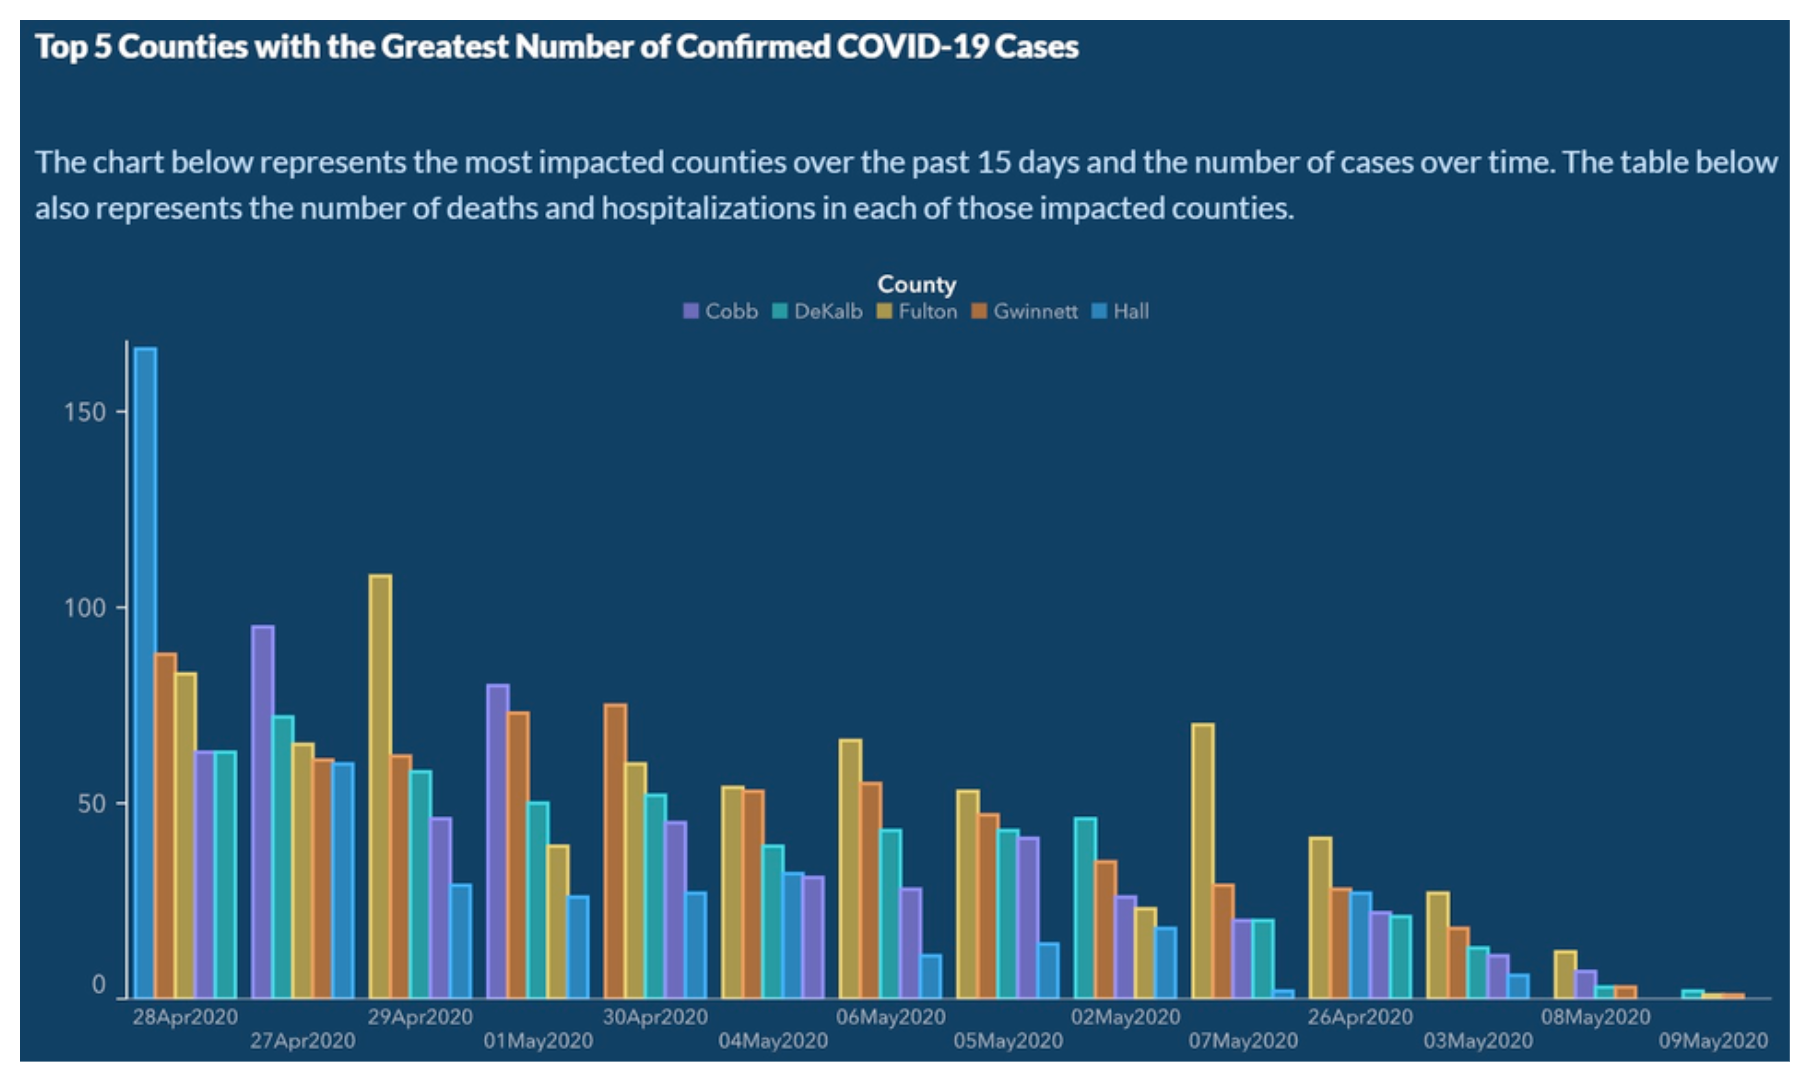 Top 5 Counties with the Greatest Number of Confirmed COVID-19 Cases
The chart below represents the most impacted counties over the past 15 days and the number of cases over time. The table below
also represents the number of deaths and hospitalizations in each of those impacted counties.
County
Cobb DeKalb Fulton Gwinnett Hall
150
100
50
0
28Apr2020 29Apr2020 30Apr2020 06May2020 02May2020 26Apr2020 08May2020
27Apr2020 01May2020 04May2020 05May2020 07May2020 03May2020 09May2020